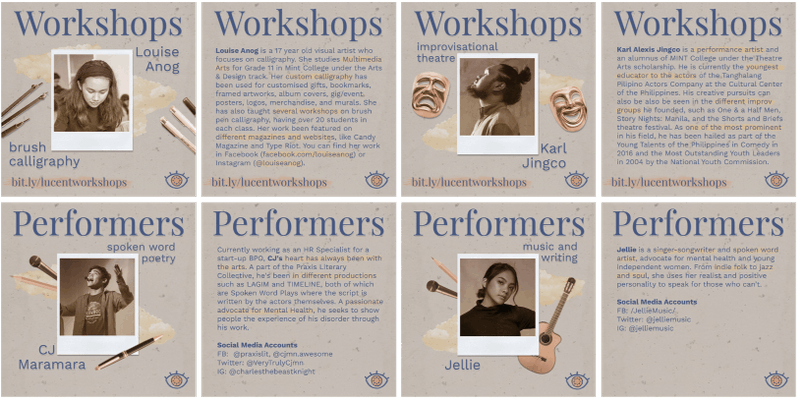 Workshops
Louise
Anog
brush
calligraphy
bit.ly/lucentworkshops
Workshops
Louise Anog is a 17 year old visual artist who
focuses on calligraphy. She studies Multimedia
Arts for Grade 11 in Mint College under the Arts
& Design track. Her custom calligraphy has
been used for customised gifts, bookmarks,
framed artworks, album covers, gig/event
posters, logos, merchandise, and murals. She
has also taught several workshops on brush
pen calligraphy, having over 20 students in
each class. Her work been featured on
different magazines and websites, like Candy
Magazine and Type Riot. You can find her work
in Facebook (facebook.com/louiseanog) or
Instagram (@louiseanog).
bit.ly/lucentworkshops
Workshops
improvisational
theatre
Karl
Jingco
bit.ly/lucentworkshops
Workshops
Karl Alexis Jingco is a performance artist and
an alumnus of MINT College under the Theatre
Arts scholarship. He is currently the youngest
educator to the actors of the Tanghalang
Pilipino Actors Company at the Cultural Center
of the Philippines. His creative pursuits can
also be also be seen in the different improv
groups he founded, such as One & a Half Men,
Story Nights: Manila, and the Shorts and Briefs
theatre festival. As one of the most prominent
in his field, he has been hailed as part of the
Young Talents of the Philippines in Comedy in
2016 and the Most Outstanding Youth Leaders
in 2004 by the National Youth Commission.
bit.ly/lucentworkshops
Performers
spoken word
poetry
CJ
Maramara
Performers
Currently working as an HR Specialist for a
start-up BPO, CJ's heart has always been with
the arts. A part of the Praxis Literary
Collective, he'd been in different productions
such as LAGIM and TIMELINE, both of which
are Spoken Word Plays where the script is
written by the actors themselves. A passionate
advocate for Mental Health, he seeks to show
people the experience of his disorder through
his work.
Social Media Accounts
FB: @praxislit, @cjmn.awesome
Twitter: @VeryTrulyCjmn
IG: @charlesthebeastknight
Performers
music and
writing
Jellie
Performers
Jellie is a singer-songwriter and spoken word
artist, advocate for mental health and young
independent women. From indie folk to jazz
and soul, she uses her realist and positive
personality to speak for those who can't.
Social Media Accounts
FB: /JellieMusic/
Twitter: @jelliemusic
IG: @jelliemusic